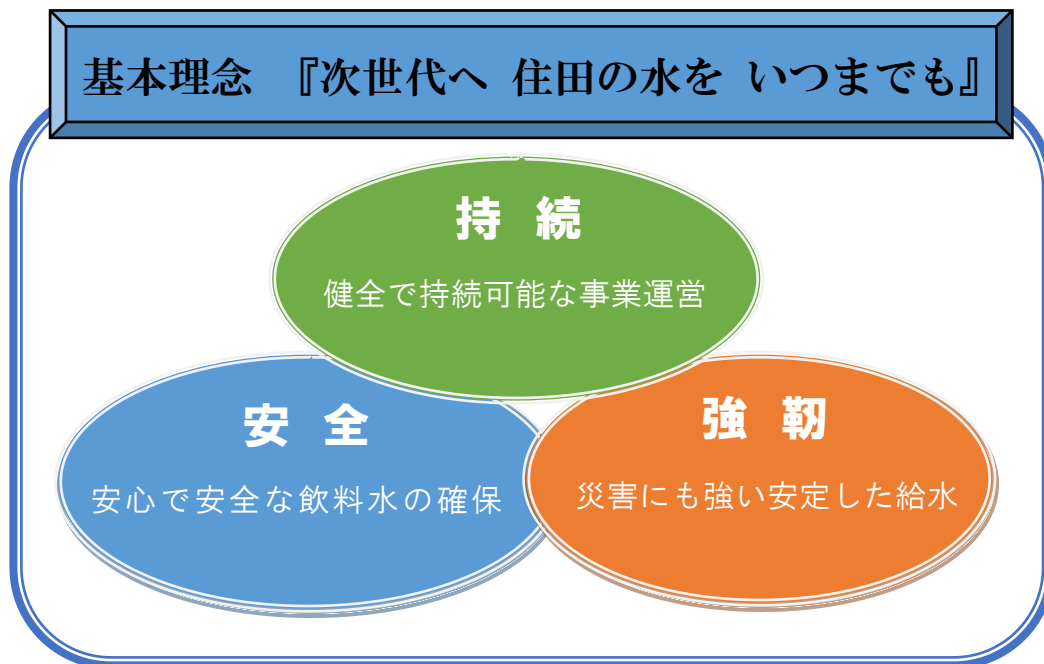 基本理念 『次世代へ 住田の水を いつまでも』
持 続
健全で持続可能な事業運営
安 全
安心で安全な飲料水の確保
強 靭
災害にも強い安定した給水